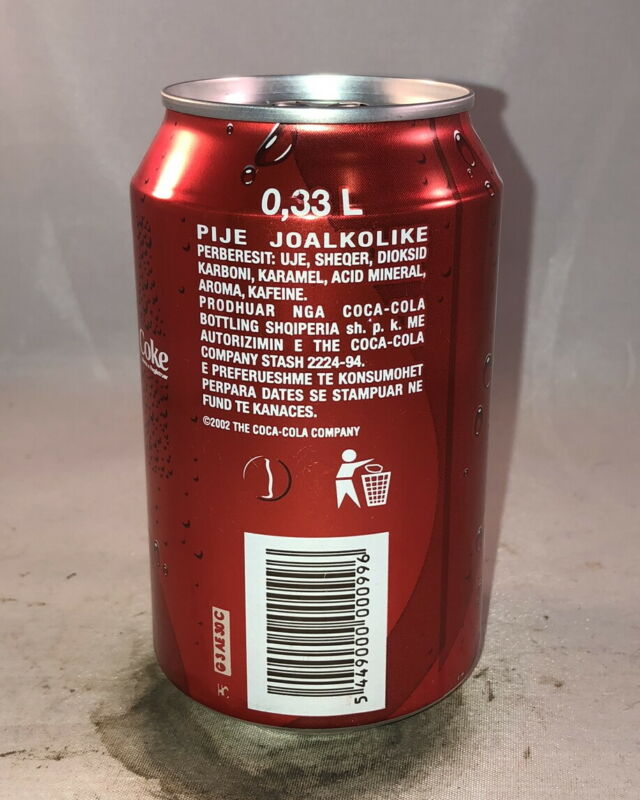 0,33 L
PIJE JOALKOLIKE
PERBERESIT: UJE, SHEQER, DIOKSID
KARBONI, KARAMEL, ACID MINERAL,
AROMA, KAFEINE.
PRODHUAR NGA COCA-COLA
BOTTLING SHQIPERIA sh. p. k. ME
AUTORIZIMIN E THE COCA-COLA
COMPANY STASH 2224-94.
E PREFERUESHME TE KONSUMOHET
PERPARA DATES SE STAMPUAR NE
FUND TE KANACES.
©2002 THE COCA-COLA COMPANY
Coke
5 449000 000996